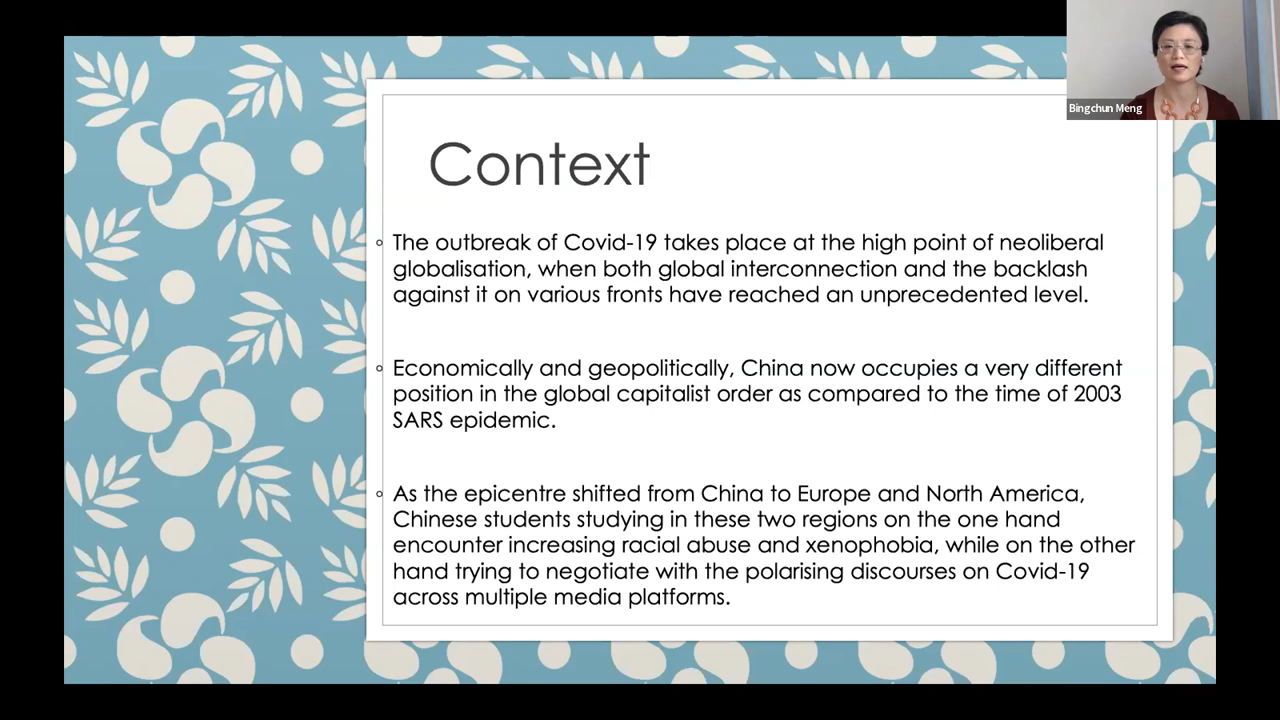 Bingchun Meng
Context
The outbreak of Covid-19 takes place at the high point of neoliberal
globalisation, when both global interconnection and the backlash
against it on various fronts have reached an unprecedented level.
Economically and geopolitically, China now occupies a very different
position in the global capitalist order as compared to the time of 2003
SARS epidemic.
As the epicentre shifted from China to Europe and North America,
Chinese students studying in these two regions on the one hand
encounter increasing racial abuse and xenophobia, while on the other
hand trying to negotiate with the polarising discourses on Covid-19
across multiple media platforms.